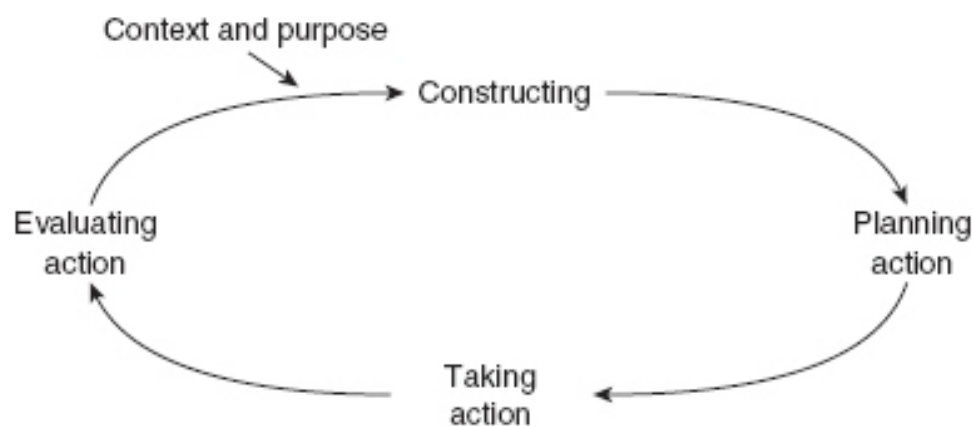 Context and purpose
Constructing
Evaluating
action
Planning
action
Taking
action